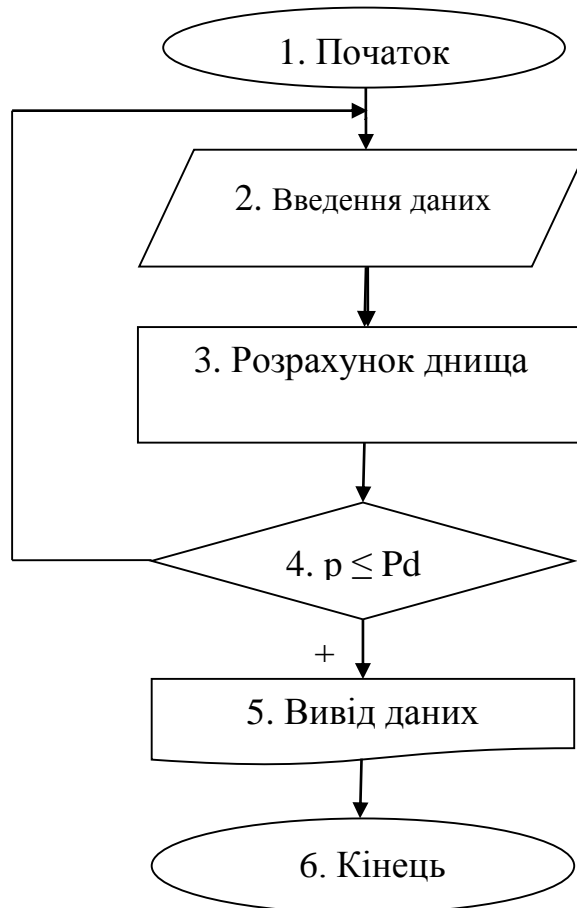 1. Початок
2. Введення даних
3. Розрахунок днища
4. p ≤ Pd
+
5. Вивід даних
6. Кінець